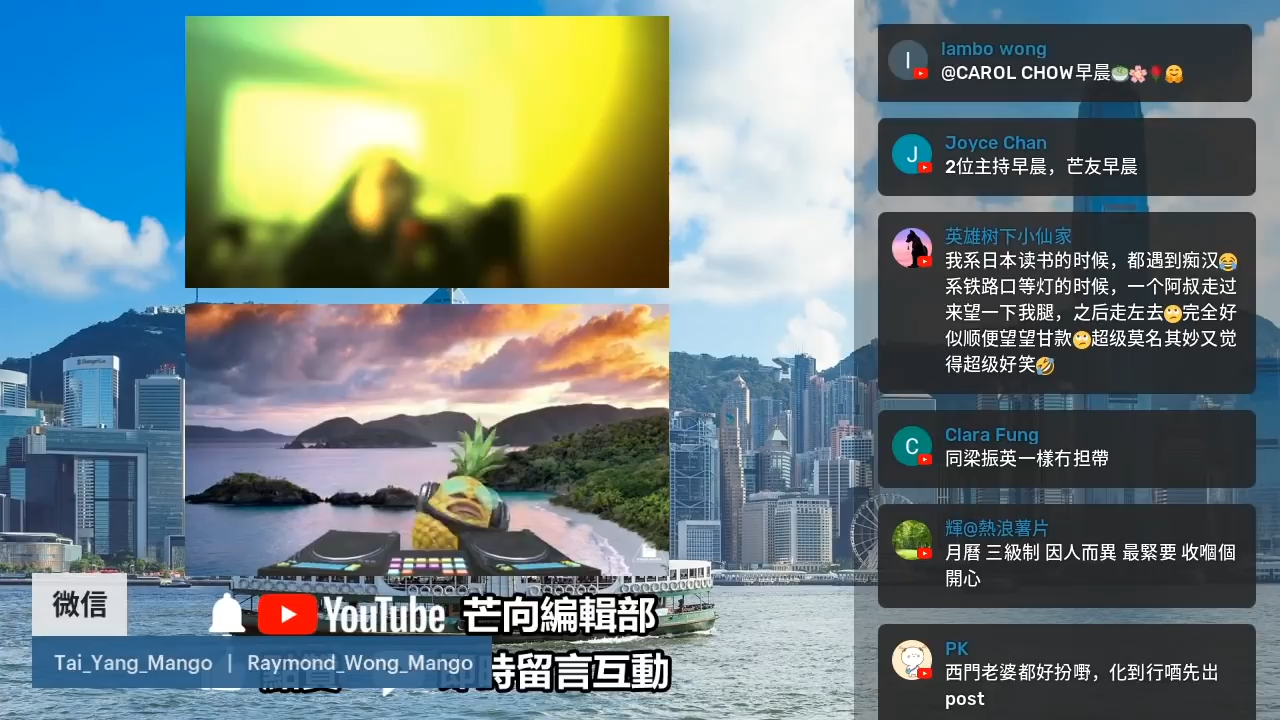 lambo wong
@CAROL CHOW早晨🍵🌸🌹🤗
Joyce Chan
2位主持早晨，芒友早晨
英雄树下小仙家
我系日本读书的时候，都遇到痴汉😂
系铁路口等灯的时候，一个阿叔走过
来望一下我腿，之后走左去🙄完全好
似顺便望望甘款🙄超级莫名其妙又觉
得超级好笑🤣
Clara Fung
同梁振英一樣冇担帶
輝@熱浪薯片
月曆 三級制 因人而異 最緊要 收嗰個
開心
PK
西門老婆都好扮嘢，化到行唔先出
post
微信
Tai_Yang_Mango | Raymond_Wong_Mango
YouTube 芒向編輯部
時留言互動